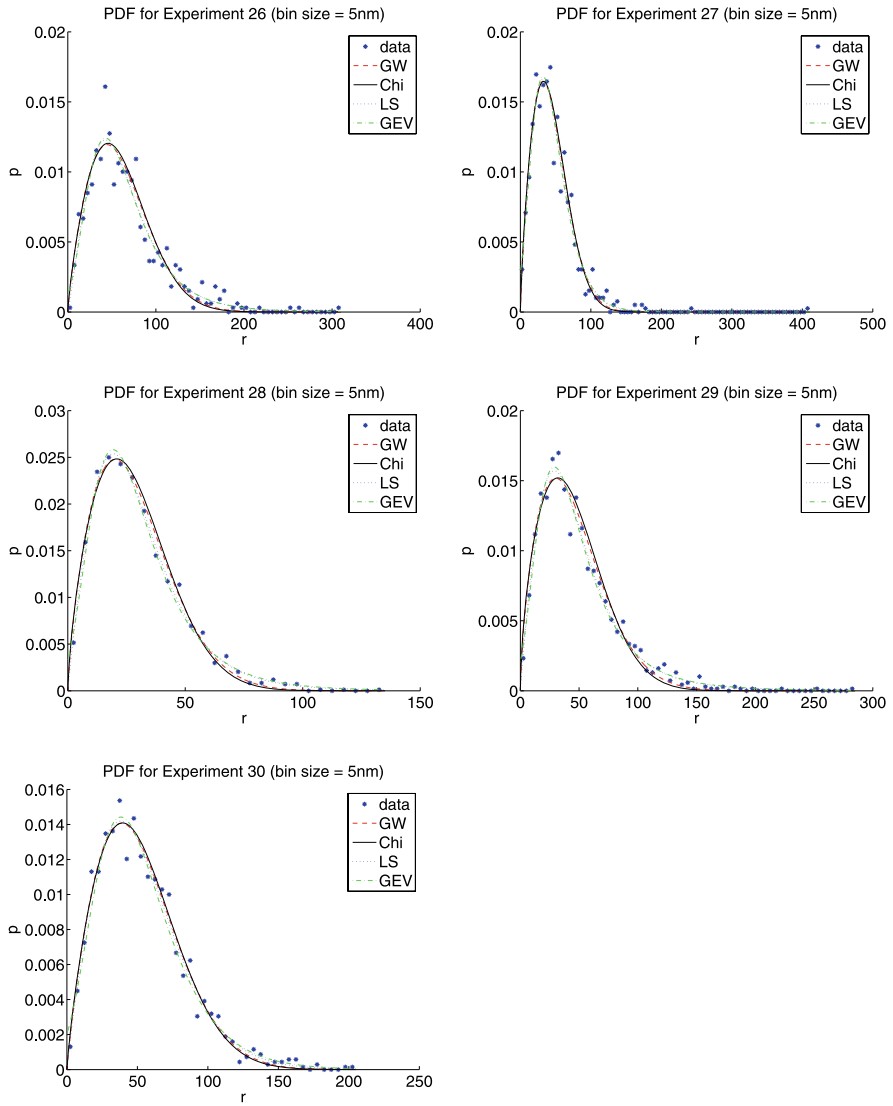 PDF for Experiment 26 (bin size = 5nm)
0.02
0.015
0.01
0.005
0
p
0
100
200
300
400
r
data
GW
Chi
LS
GEV
PDF for Experiment 27 (bin size = 5nm)
0.02
0.015
0.01
0.005
0
p
0
100
200
300
400
500
r
data
GW
Chi
LS
GEV
PDF for Experiment 28 (bin size = 5nm)
0.03
0.025
0.02
0.015
0.01
0.005
0
p
0
50
100
150
r
data
GW
Chi
LS
GEV
PDF for Experiment 29 (bin size = 5nm)
0.02
0.015
0.01
0.005
0
p
0
50
100
150
200
250
300
r
data
GW
Chi
LS
GEV
PDF for Experiment 30 (bin size = 5nm)
0.016
0.014
0.012
0.01
0.008
0.006
0.004
0.002
0
p
0
50
100
150
200
250
r
data
GW
Chi
LS
GEV